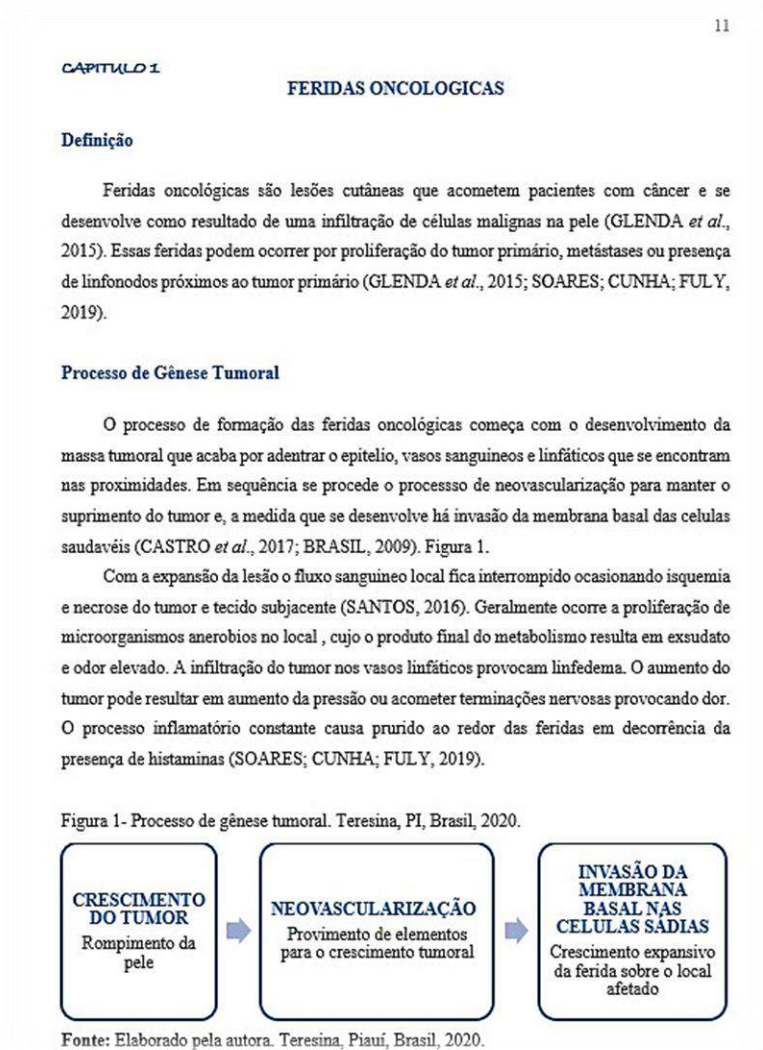 11
CAPITULO 1
FERIDAS ONCOLOGICAS
Definição
Feridas oncológicas são lesões cutâneas que acometem pacientes com câncer e se
desenvolve como resultado de uma infiltração de células malignas na pele (GLENDA et al.,
2015). Essas feridas podem ocorrer por proliferação do tumor primário, metástases ou presença
de linfonodos próximos ao tumor primário (GLENDA et al., 2015; SOARES; CUNHA; FULY,
2019).
Processo de Gênese Tumoral
O processo de formação das feridas oncológicas começa com o desenvolvimento da
massa tumoral que acaba por adentrar o epitelio, vasos sanguineos e linfáticos que se encontram
nas proximidades. Em sequência se procede o processso de neovascularização para manter o
suprimento do tumor e, a medida que se desenvolve há invasão da membrana basal das celulas
saudavéis (CASTRO et al., 2017; BRASIL, 2009). Figura 1.
Com a expansão da lesão o fluxo sanguineo local fica interrompido ocasionando isquemia
e necrose do tumor e tecido subjacente (SANTOS, 2016). Geralmente ocorre a proliferação de
microorganismos anerobios no local , cujo o produto final do metabolismo resulta em exsudato
e odor elevado. A infiltração do tumor nos vasos linfáticos provocam linfedema. O aumento do
tumor pode resultar em aumento da pressão ou acometer terminações nervosas provocando dor.
O processo inflamatório constante causa prurido ao redor das feridas em decorrência da
presença de histaminas (SOARES; CUNHA; FULY, 2019).
Figura 1- Processo de gênese tumoral. Teresina, PI, Brasil, 2020.
CRESCIMENTO
DO TUMOR
Rompimento da
pele
NEOVASCULARIZAÇÃO
Provimento de elementos
para o crescimento tumoral
INVASÃO DA
MEMBRANA
BASAL NAS
CELULAS SÁDIAS
Crescimento expansivo
da ferida sobre o local
afetado
Fonte: Elaborado pela autora. Teresina, Piauí, Brasil, 2020.